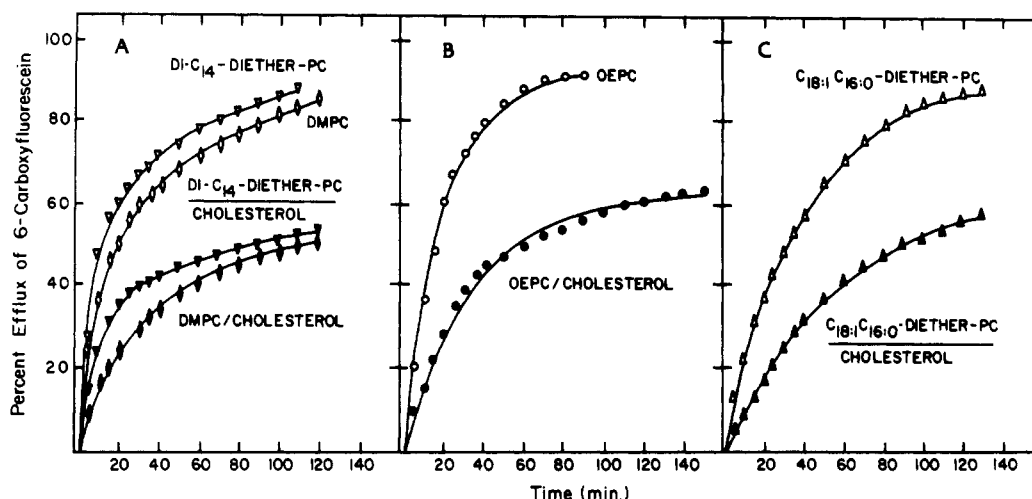 Percent Efflux of 6-Carboxyfluorescein
100
80
60
40
20
A
DI-C14-DIETHER-PC
DMPC
DI-C14-DIETHER-PC
CHOLESTEROL
DMPC/CHOLESTEROL
20 40 60 80 100 120 140
B
OEPC
OEPC/CHOLESTEROL
20 40 60 80 100 120 140
C
C18:1 C16:0-DIETHER-PC
C18:1C16:0-DIETHER-PC
CHOLESTEROL
20 40 60 80 100 120 140
Time (min.)